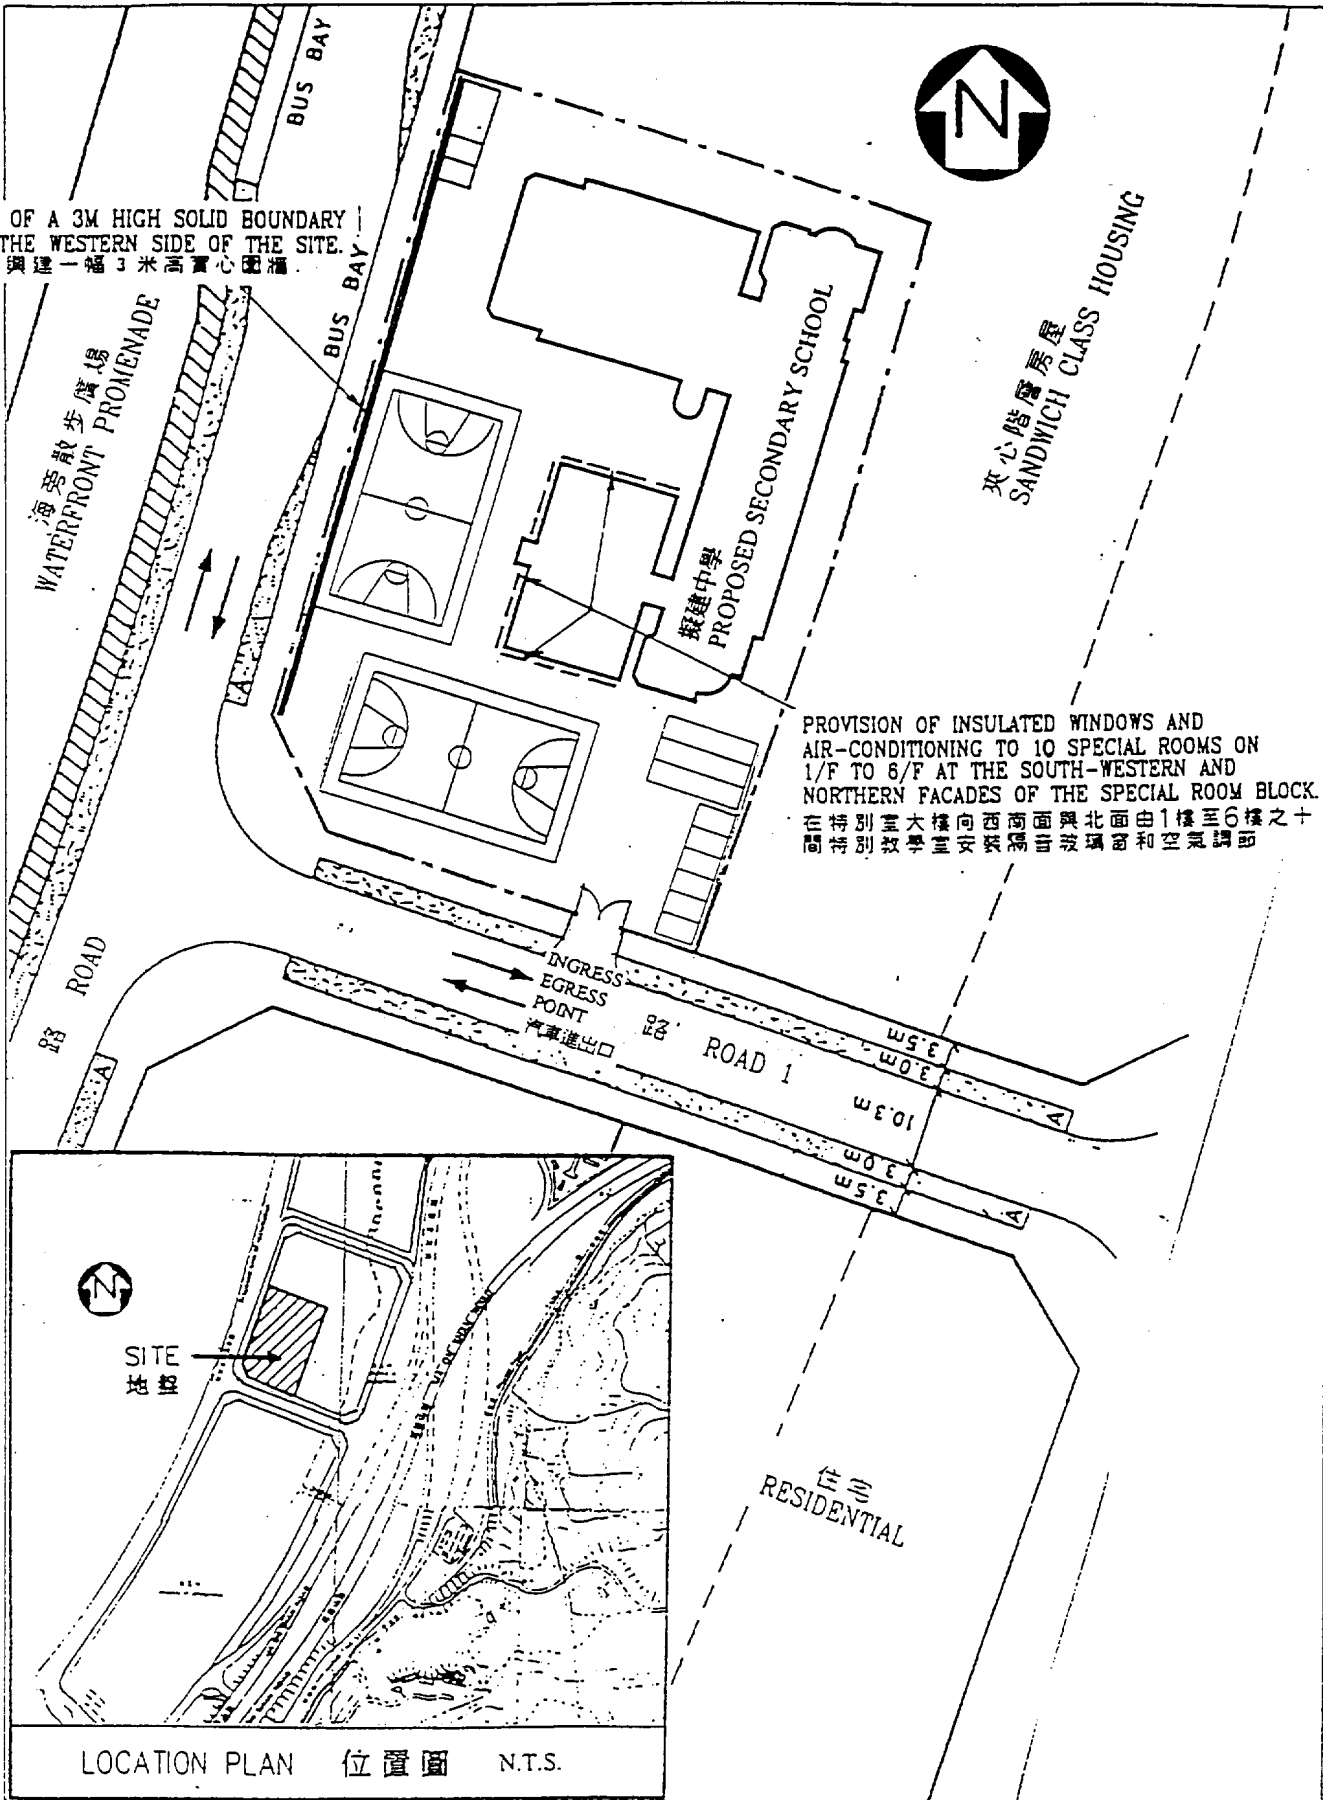 BUS BAY
N
OF A 3M HIGH SOLID BOUNDARY
THE WESTERN SIDE OF THE SITE.
興建一幅3米高實心圍牆.
BUS BAY
海旁散步廣場
WATERFRONT PROMENADE
夾心階層房屋
SANDWICH CLASS HOUSING
擬建中學
PROPOSED SECONDARY SCHOOL
A
PROVISION OF INSULATED WINDOWS AND
AIR-CONDITIONING TO 10 SPECIAL ROOMS ON
1/F TO 6/F AT THE SOUTH-WESTERN AND
NORTHERN FACADES OF THE SPECIAL ROOM BLOCK.
在特別室大樓向西南面與北面由1樓至6樓之十
間特別教學室安裝隔音玻璃窗和空氣調節
路 ROAD
INGRESS
EGRESS
POINT
汽車進出口
路 ROAD 1
3.5m
3.0m
10.3m
3.0m
3.5m
A
A
A
N
SITE
地盤
住宅
RESIDENTIAL
LOCATION PLAN 位置圖 N.T.S.